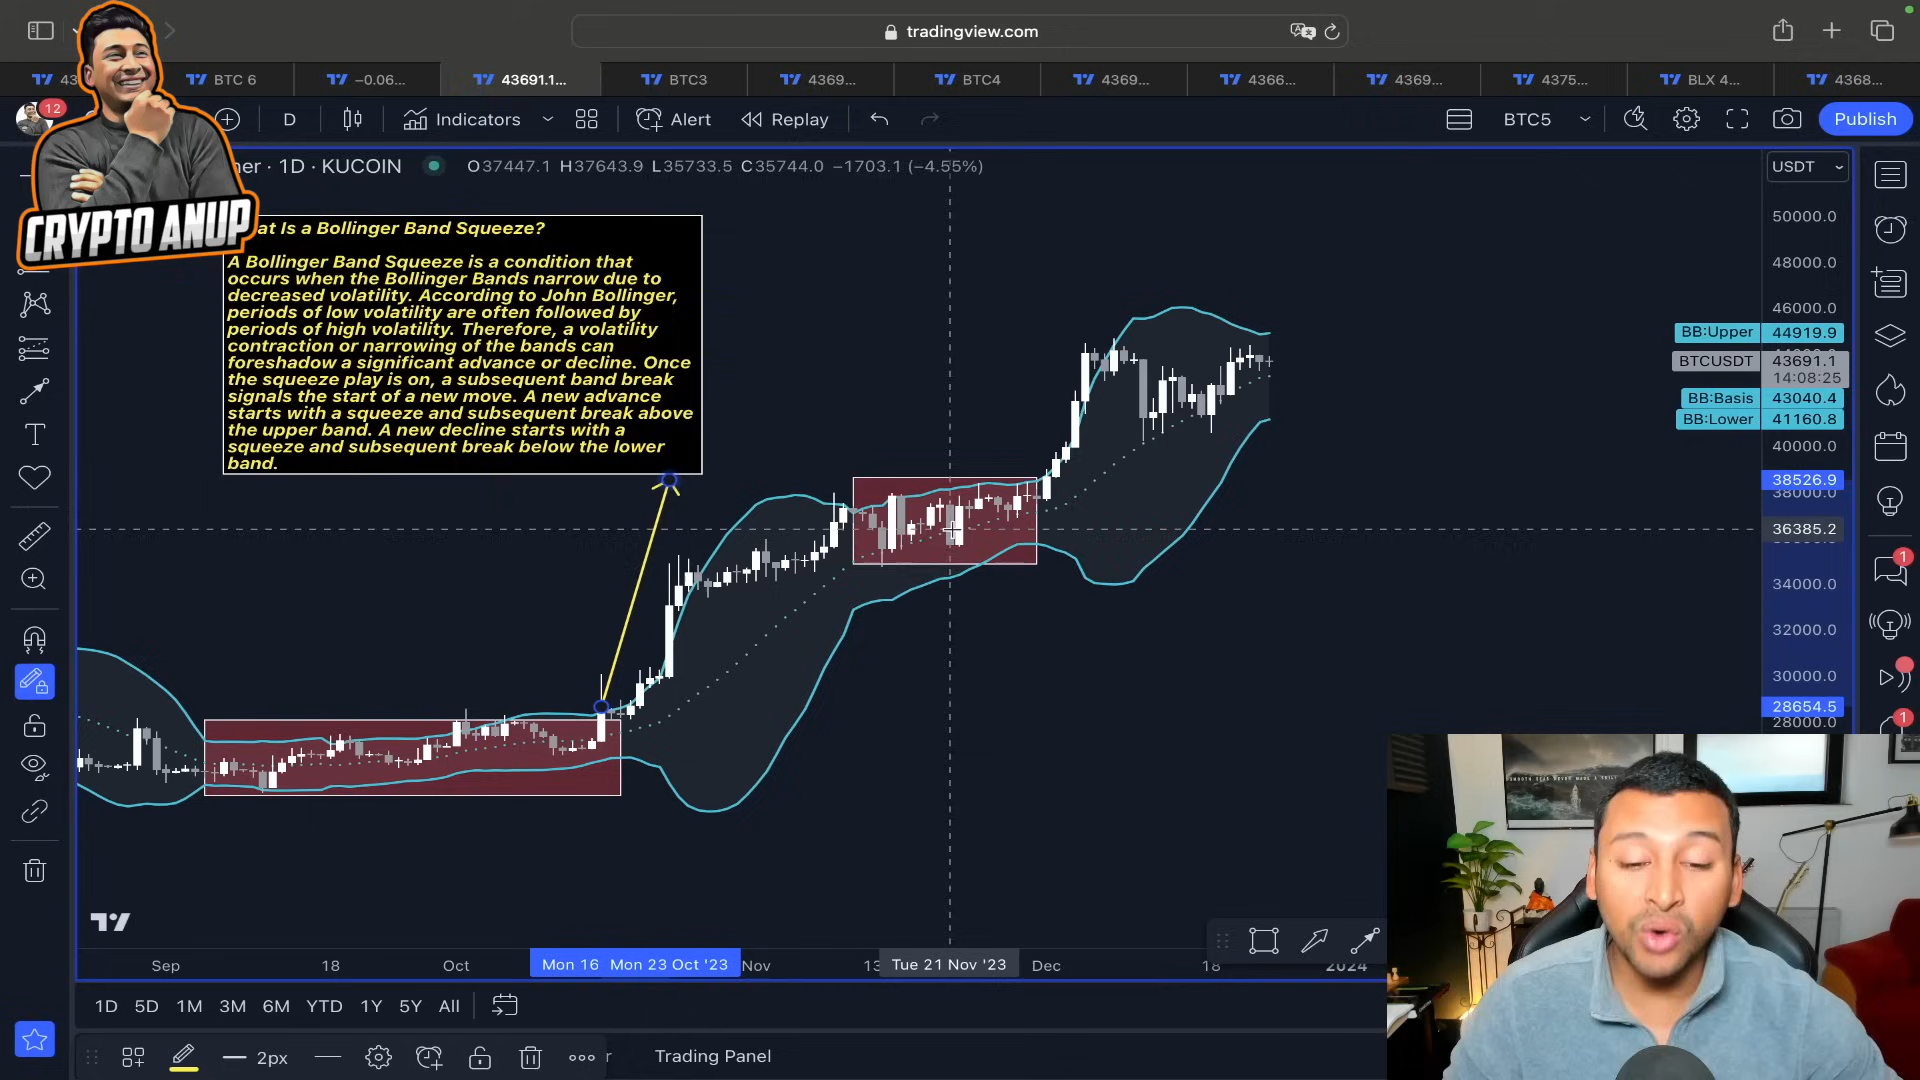 tradingview.com
BTC 6
−0.06...
43691.1...
BTC3
4369...
BTC4
4369...
4366...
4369...
4375...
BLX 4...
4368...
12
D
Indicators
Alert
Replay
BTC5
Publish
CRYPTO ANUP
1D · KUCOIN
O37447.1 H37643.9 L35733.5 C35744.0 −1703.1 (−4.55%)
USDT
at Is a Bollinger Band Squeeze?
A Bollinger Band Squeeze is a condition that
occurs when the Bollinger Bands narrow due to
decreased volatility. According to John Bollinger,
periods of low volatility are often followed by
periods of high volatility. Therefore, a volatility
contraction or narrowing of the bands can
foreshadow a significant advance or decline. Once
the squeeze play is on, a subsequent band break
signals the start of a new move. A new advance
starts with a squeeze and subsequent break above
the upper band. A new decline starts with a
squeeze and subsequent break below the lower
band.
50000.0
48000.0
46000.0
BB:Upper 44919.9
BTCUSDT 43691.1
14:08:25
BB:Basis 43040.4
BB:Lower 41160.8
40000.0
38526.9
38000.0
36385.2
34000.0
32000.0
30000.0
28654.5
28000.0
1
1
Sep
18
Oct
Mon 16
Mon 23 Oct '23
Nov
13
Tue 21 Nov '23
Dec
18
2024
1D 5D 1M 3M 6M YTD 1Y 5Y All
2px
Trading Panel